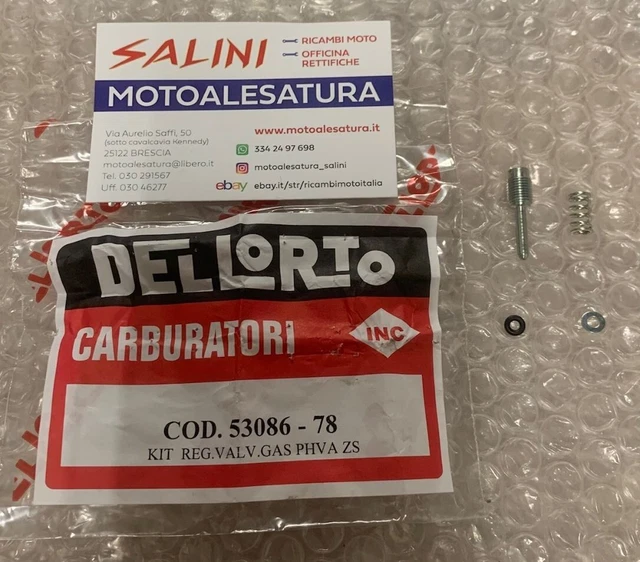 SALINI
RICAMBI MOTO
OFFICINA
RETTIFICHE
MOTOALESATURA
Via Aurelio Saffi, 50
(sotto cavalcavia Kennedy)
25122 BRESCIA
motoalesatura@libero.it
Tel. 030 291567
Uff. 030 46277
www.motoalesatura.it
334 24 97 698
motoalesatura_salini
ebay ebay.it/str/ricambimotoitalia
DELLORTO
CARBURATORI
INC
COD. 53086 - 78
KIT REG.VALV.GAS PHVA ZS